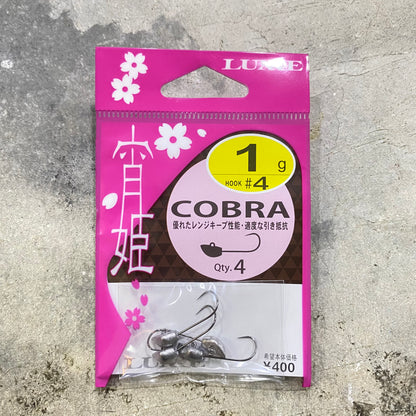 宵姫
1g
HOOK #4
COBRA
優れたレンジキープ性能・適度な引き抵抗
Qty. 4
希望本体価格
¥400